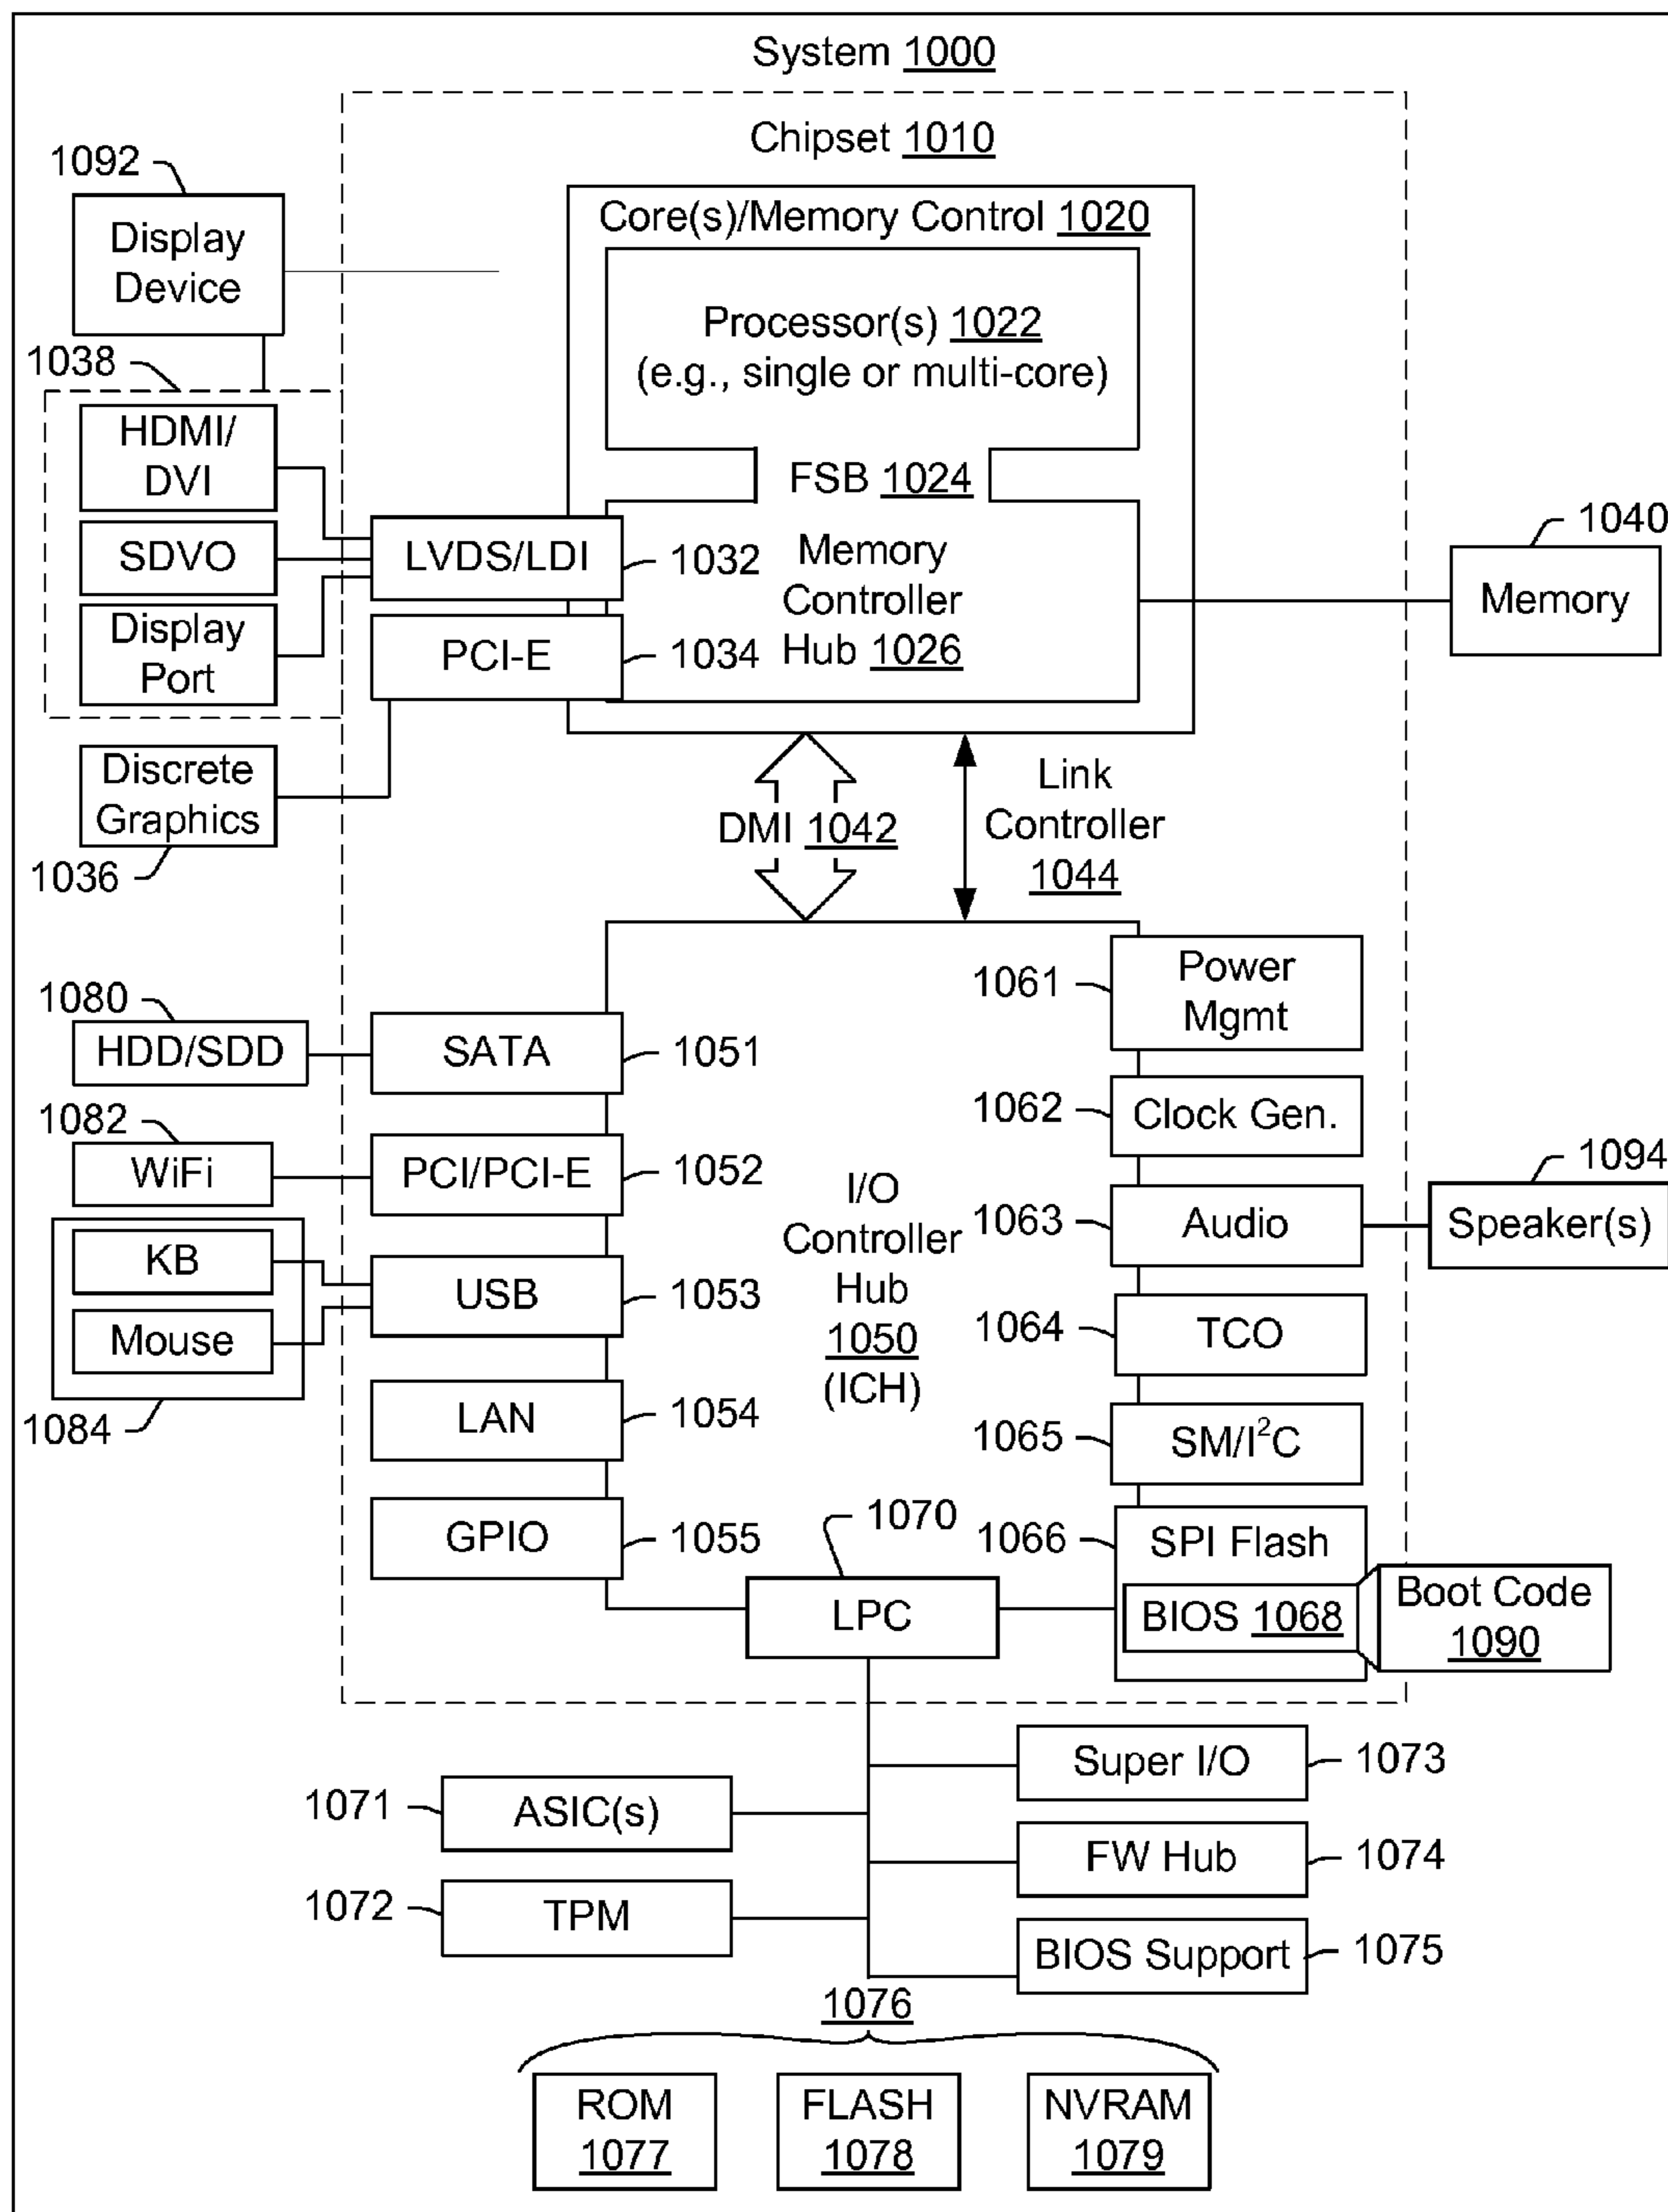 System 1000
Chipset 1010
1092
Display
Device
Core(s)/Memory Control 1020
Processor(s) 1022
(e.g., single or multi-core)
FSB 1024
Memory
Controller
Hub 1026
1038
HDMI/
DVI
SDVO
Display
Port
LVDS/LDI
1032
PCI-E
1034
1040
Memory
Discrete
Graphics
1036
DMI 1042
Link
Controller
1044
1080
HDD/SDD
SATA
1051
1082
WiFi
PCI/PCI-E
1052
KB
Mouse
1084
USB
1053
LAN
1054
GPIO
1055
I/O
Controller
Hub
1050
(ICH)
1061
Power
Mgmt
1062
Clock Gen.
1063
Audio
1094
Speaker(s)
1064
TCO
1065
SM/I²C
1066
SPI Flash
BIOS 1068
Boot Code
1090
1070
LPC
1071
ASIC(s)
1072
TPM
Super I/O
1073
FW Hub
1074
BIOS Support
1075
1076
ROM
1077
FLASH
1078
NVRAM
1079